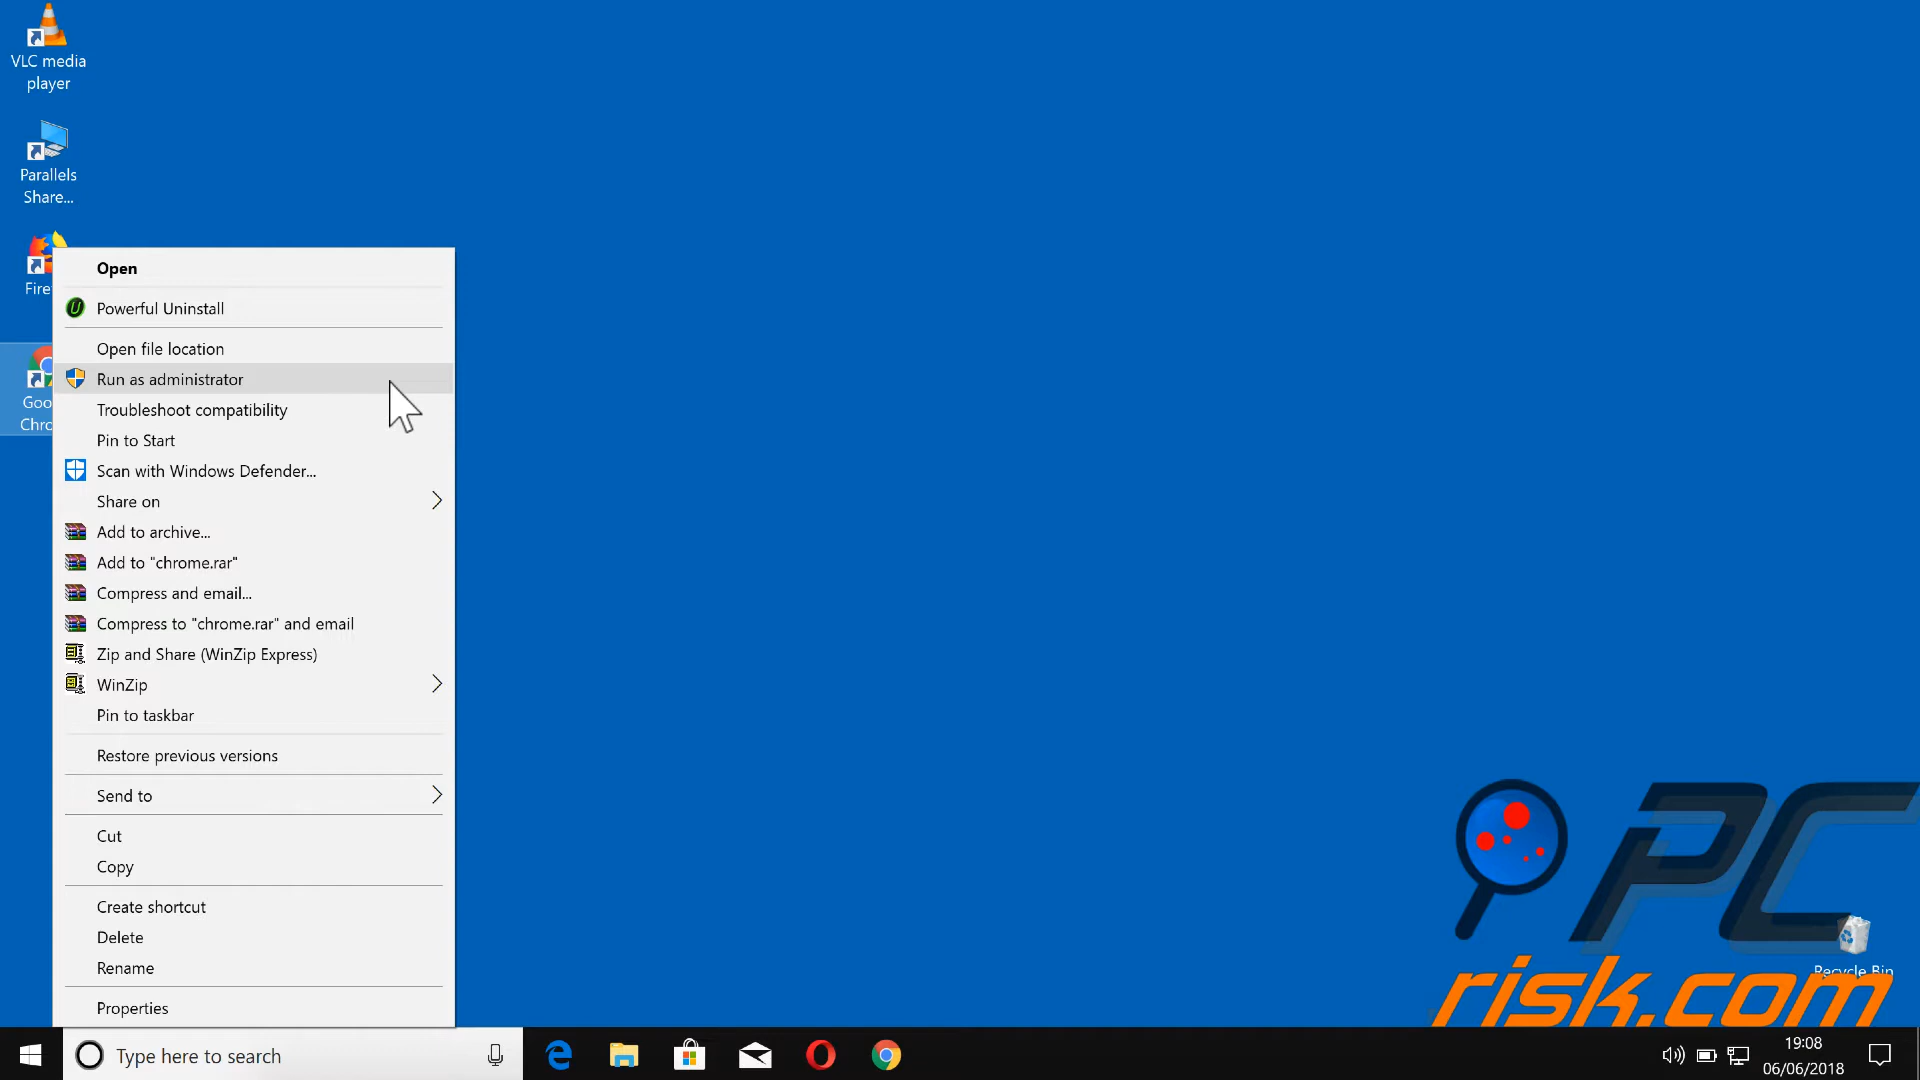 VLC media
player
Parallels
Share...
Open
Powerful Uninstall
Open file location
Run as administrator
Troubleshoot compatibility
Pin to Start
Scan with Windows Defender...
Share on
Add to archive...
Add to "chrome.rar"
Compress and email...
Compress to "chrome.rar" and email
Zip and Share (WinZip Express)
WinZip
Pin to taskbar
Restore previous versions
Send to
Cut
Copy
Create shortcut
Delete
Rename
Properties
Fire
Goo
Chro
PC
Recycle Bin
risk.com
Type here to search
19:08
06/06/2018